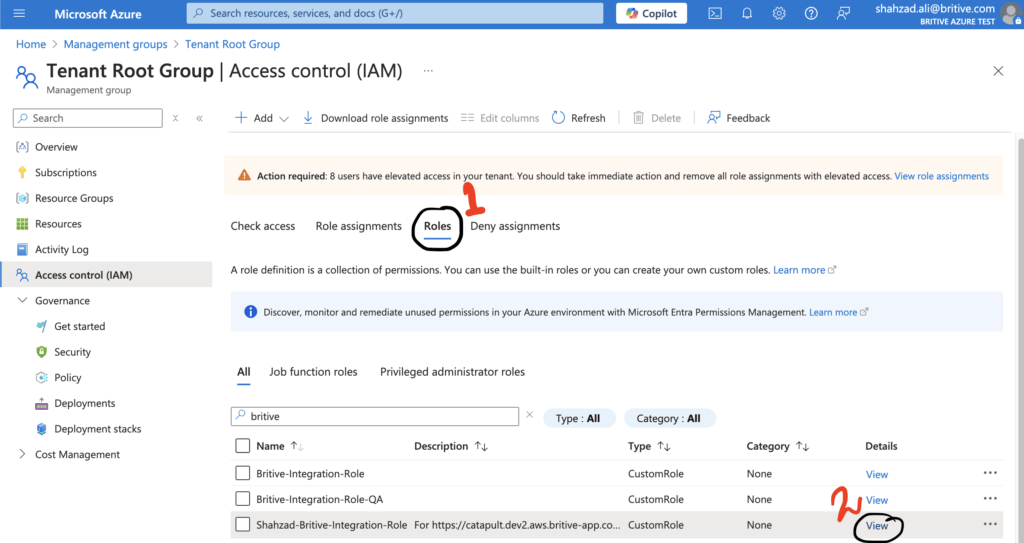 Microsoft Azure
Search resources, services, and docs (G+/)
Copilot
shahzad.ali@britive.com
BRITIVE AZURE TEST
Home > Management groups > Tenant Root Group
Tenant Root Group | Access control (IAM) ...
Management group
Search
Add
Download role assignments
Edit columns
Refresh
Delete
Feedback
Overview
Subscriptions
Resource Groups
Resources
Activity Log
Access control (IAM)
Governance
Get started
Security
Policy
Deployments
Deployment stacks
Cost Management
Action required: 8 users have elevated access in your tenant. You should take immediate action and remove all role assignments with elevated access. View role assignments
1
Check access Role assignments Roles Deny assignments
A role definition is a collection of permissions. You can use the built-in roles or you can create your own custom roles. Learn more
Discover, monitor and remediate unused permissions in your Azure environment with Microsoft Entra Permissions Management. Learn more
All Job function roles Privileged administrator roles
britive
Type : All
Category : All
Name Description Type Category Details
Britive-Integration-Role CustomRole None View ...
Britive-Integration-Role-QA CustomRole None View ...
2
Shahzad-Britive-Integration-Role For https://catapult.dev2.aws.britive-app.co... CustomRole None View ...